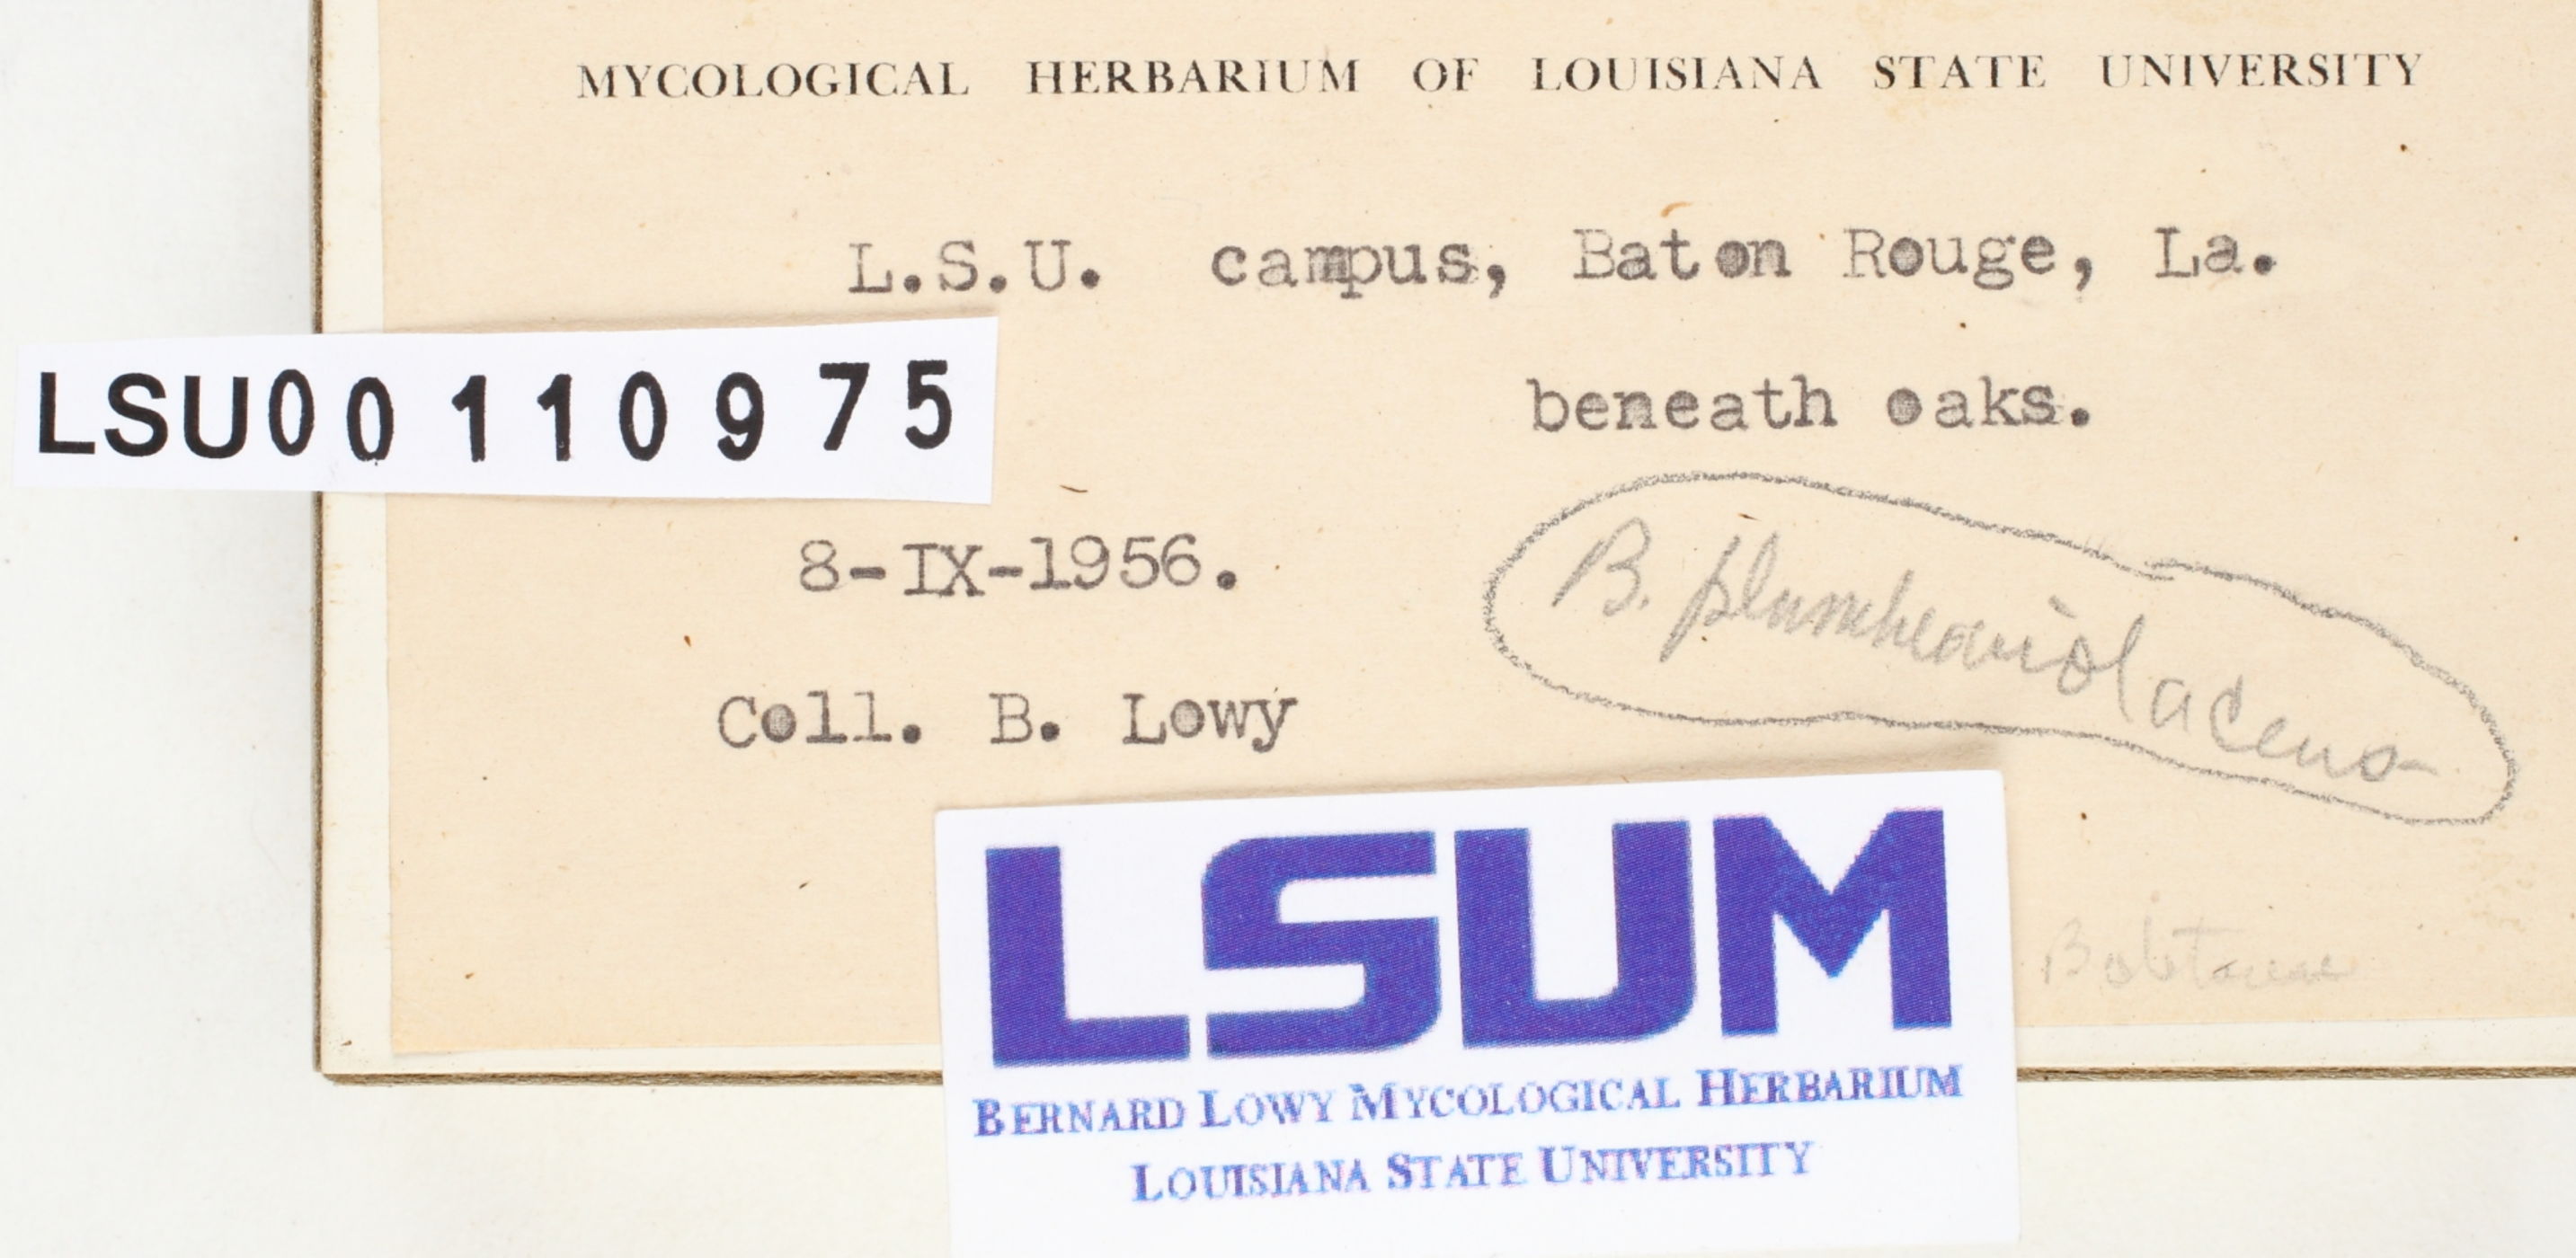 MYCOLOGICAL HERBARIUM OF LOUISIANA STATE UNIVERSITY
L.S.U. campus, Baton Rouge, La.
beneath oaks.
LSU00110975
8-IX-1956.
B. plumbeoviolaceus
Coll. B. Lowy
LSUM
BERNARD LOWY MYCOLOGICAL HERBARIUM
LOUISIANA STATE UNIVERSITY